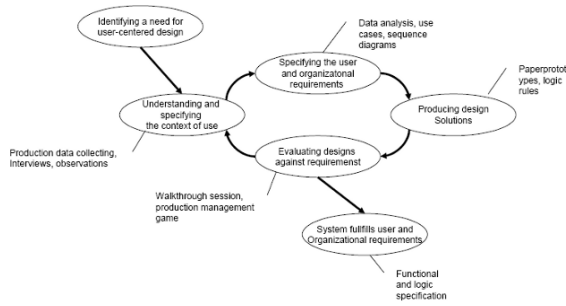 Identifying a need for
user-centered design
Data analysis, use
cases, sequence
diagrams
Specifying the user
and organizatonal
requirements
Paperprotot
ypes, logic
rules
Understanding and
specifying
the context of use
Producing design
Solutions
Production data collecting,
Interviews, observations
Evaluating designs
against requiremenst
Walkthrough session,
production management
game
System fullfills user and
Organizational requirements
Functional
and logic
specification